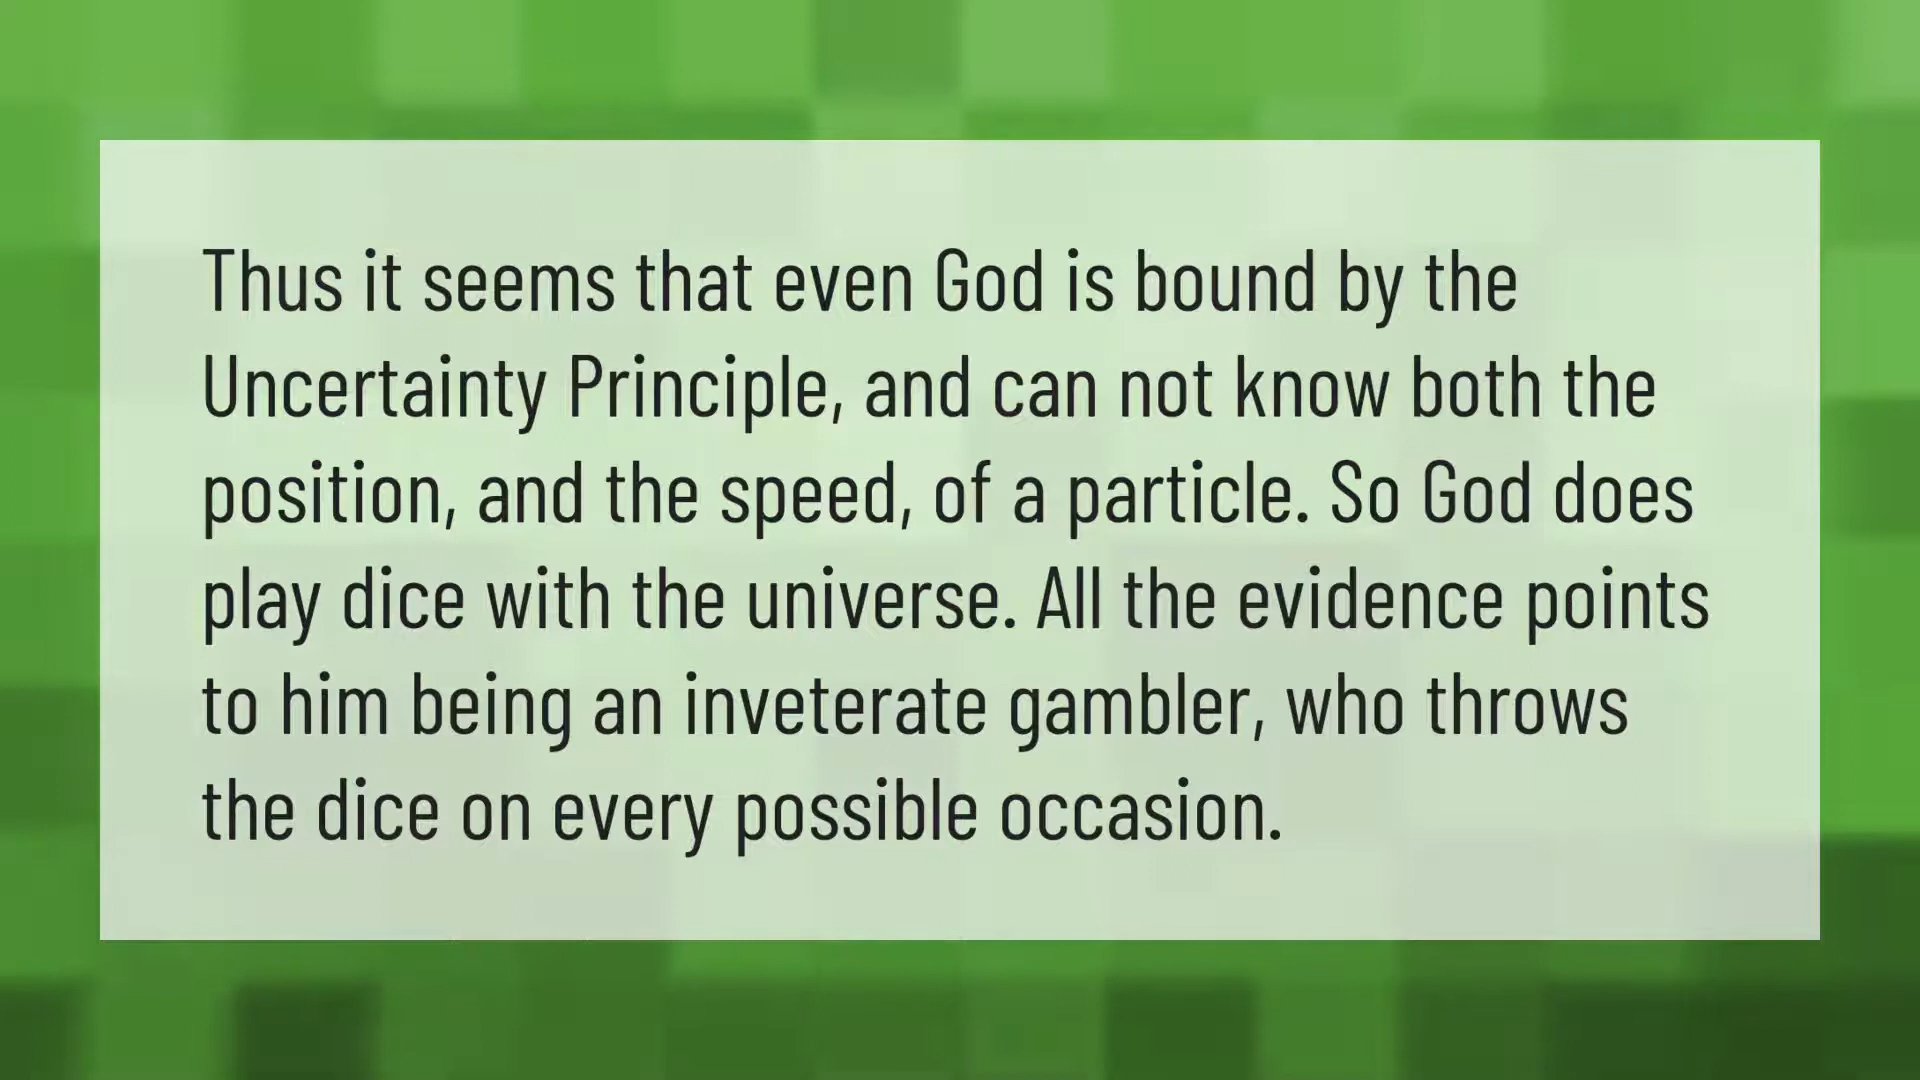 Thus it seems that even God is bound by the
Uncertainty Principle, and can not know both the
position, and the speed, of a particle. So God does
play dice with the universe. All the evidence points
to him being an inveterate gambler, who throws
the dice on every possible occasion.